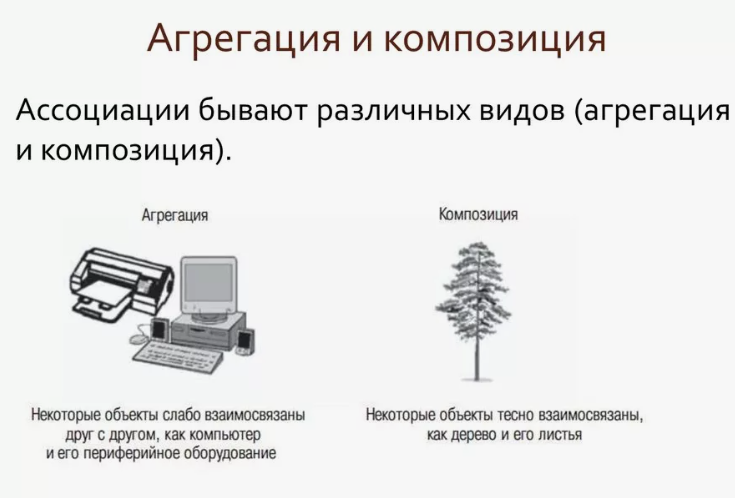 Агрегация и композиция
Ассоциации бывают различных видов (агрегация
и композиция).
Агрегация
Композиция
Некоторые объекты слабо взаимосвязаны
друг с другом, как компьютер
и его периферийное оборудование
Некоторые объекты тесно взаимосвязаны,
как дерево и его листья